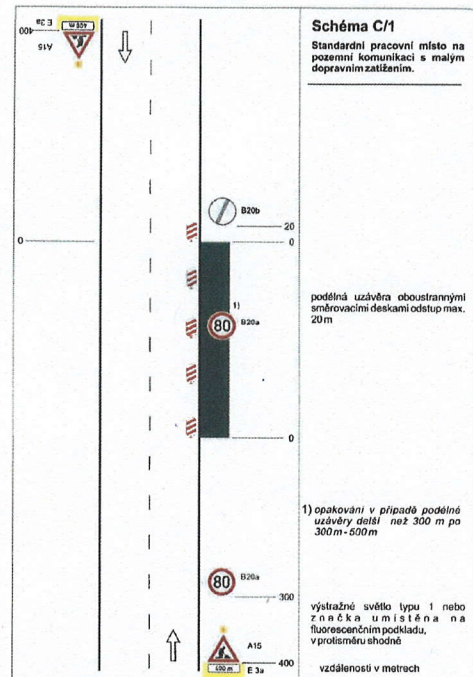 400
E 3a
400 m
A15
Schéma C/1
Standardní pracovní místo na
pozemní komunikaci s malým
dopravním zatížením.
B20b
20
0
0
1)
80
B20a
podélná uzávěra oboustrannými
směrovacími deskami odstup max.
20m
0
1) opakování v případě podélné
uzávěry delší než 300 m po
300m-500m
80
B20a
300
výstražné světlo typu 1 nebo
značka umístěna na
fluorescenčním podkladu,
v protisměru shodně
A15
400 m
E 3a
400
vzdálenosti v metrech